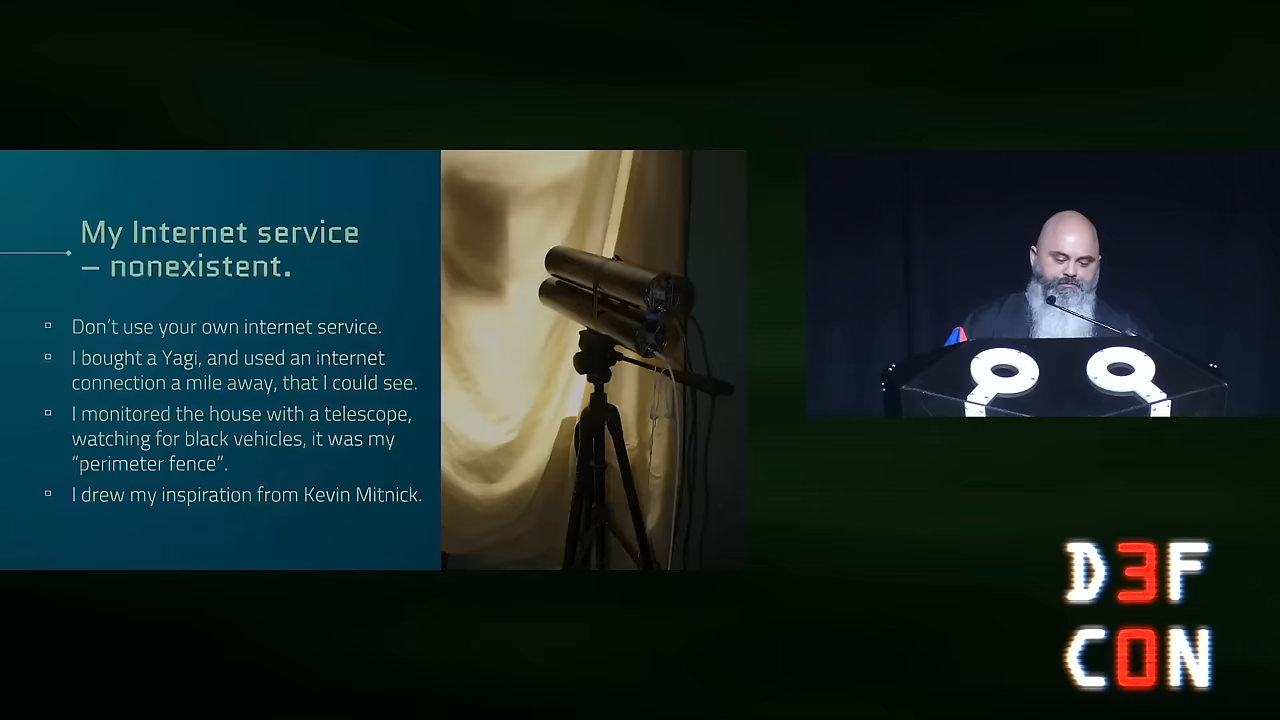 My Internet service
– nonexistent.
Don't use your own internet service.
I bought a Yagi, and used an internet
connection a mile away, that I could see.
I monitored the house with a telescope,
watching for black vehicles, it was my
“perimeter fence”.
I drew my inspiration from Kevin Mitnick.
D3F
C0N